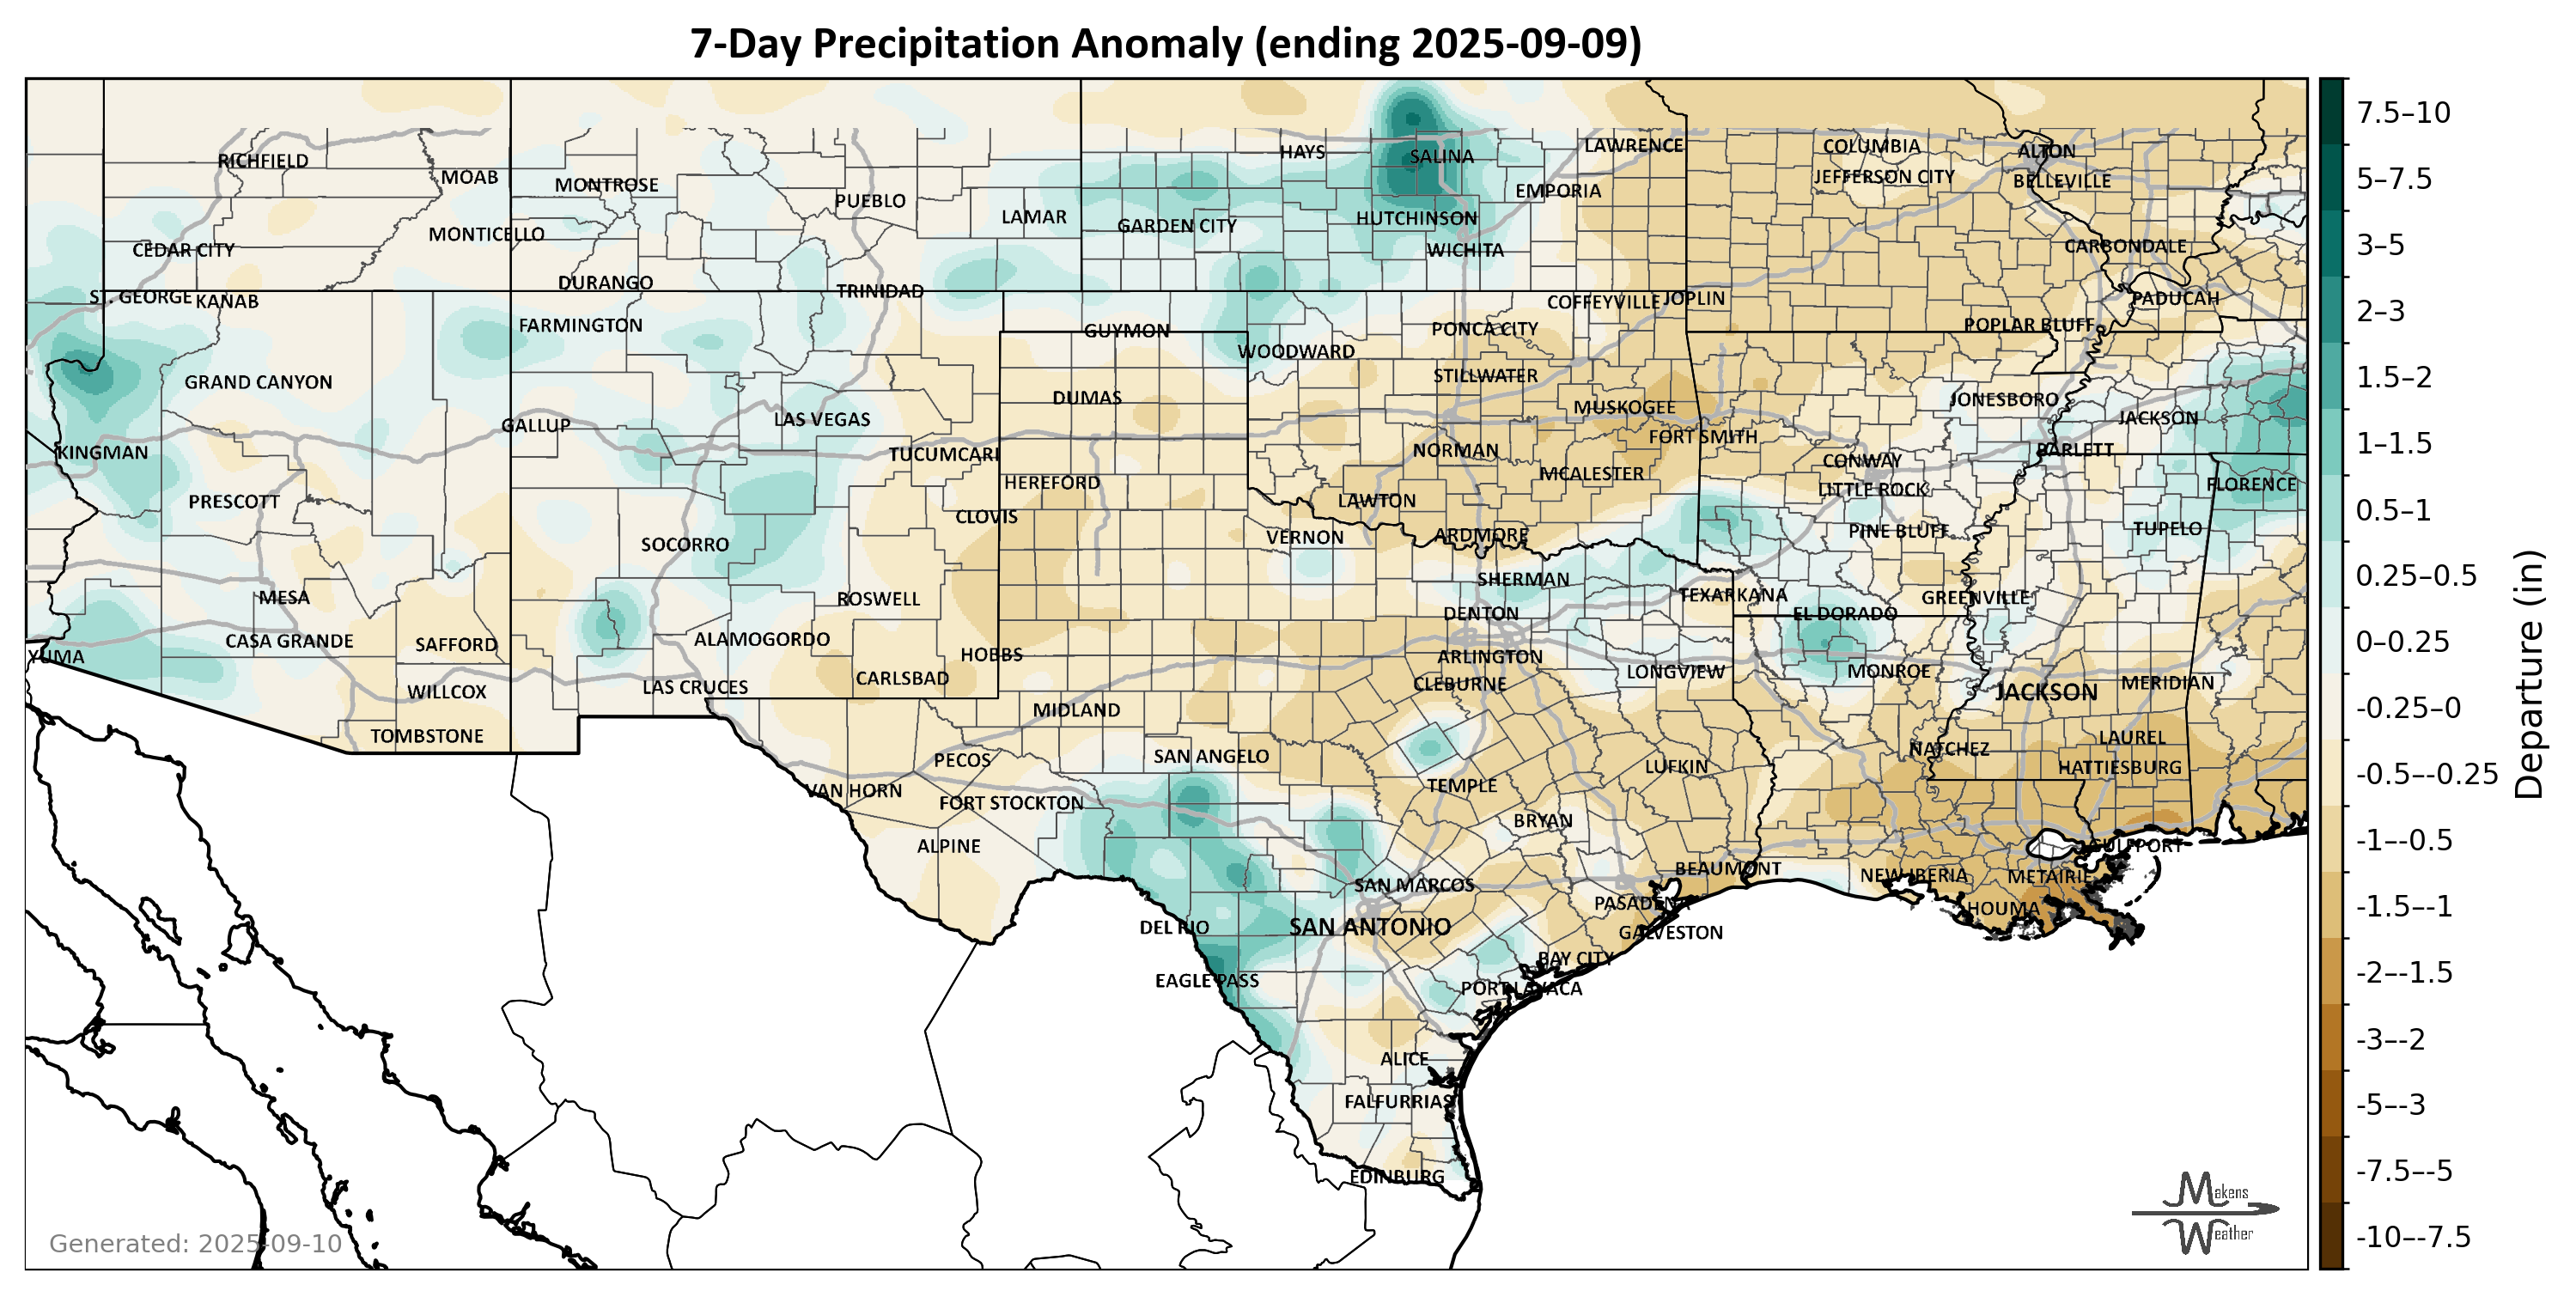 7-Day Precipitation Anomaly (ending 2025-09-09)
RICHFIELD
MOAB
MONTROSE
PUEBLO
LAMAR
HAYS
SALINA
LAWRENCE
COLUMBIA
ALTON
JEFFERSON CITY
BELLEVILLE
EMPORIA
GARDEN CITY
HUTCHINSON
WICHITA
CEDAR CITY
MONTICELLO
CARBONDALE
DURANGO
TRINIDAD
ST. GEORGE
KANAB
COFFEYVILLE
JOPLIN
PADUCAH
FARMINGTON
GUYMON
PONCA CITY
POPLAR BLUFF
WOODWARD
GRAND CANYON
STILLWATER
DUMAS
MUSKOGEE
JONESBORO
JACKSON
GALLUP
LAS VEGAS
FORT SMITH
KINGMAN
TUCUMCARI
NORMAN
BARLETT
CONWAY
HEREFORD
MCALESTER
LITTLE ROCK
FLORENCE
PRESCOTT
LAWTON
CLOVIS
PINE BLUFF
TUPELO
SOCORRO
VERNON
ARDMORE
SHERMAN
MESA
ROSWELL
TEXARKANA
GREENVILLE
DENTON
EL DORADO
CASA GRANDE
SAFFORD
ALAMOGORDO
YUMA
HOBBS
ARLINGTON
LONGVIEW
MONROE
WILLCOX
LAS CRUCES
CARLSBAD
CLEBURNE
JACKSON
MERIDIAN
MIDLAND
TOMBSTONE
NATCHEZ
LAUREL
PECOS
SAN ANGELO
LUFKIN
HATTIESBURG
VAN HORN
FORT STOCKTON
TEMPLE
BRYAN
ALPINE
GULFPORT
BEAUMONT
SAN MARCOS
NEW IBERIA
METAIRIE
PASADENA
HOUMA
DEL RIO
SAN ANTONIO
GALVESTON
BAY CITY
EAGLE PASS
PORT LAVACA
ALICE
FALFURRIAS
EDINBURG
Generated: 2025-09-10
Makens
Weather
7.5–10
5–7.5
3–5
2–3
1.5–2
1–1.5
0.5–1
0.25–0.5
0–0.25
-0.25–0
-0.5–-0.25
-1–-0.5
-1.5–-1
-2–-1.5
-3–-2
-5–-3
-7.5–-5
-10–-7.5
Departure (in)